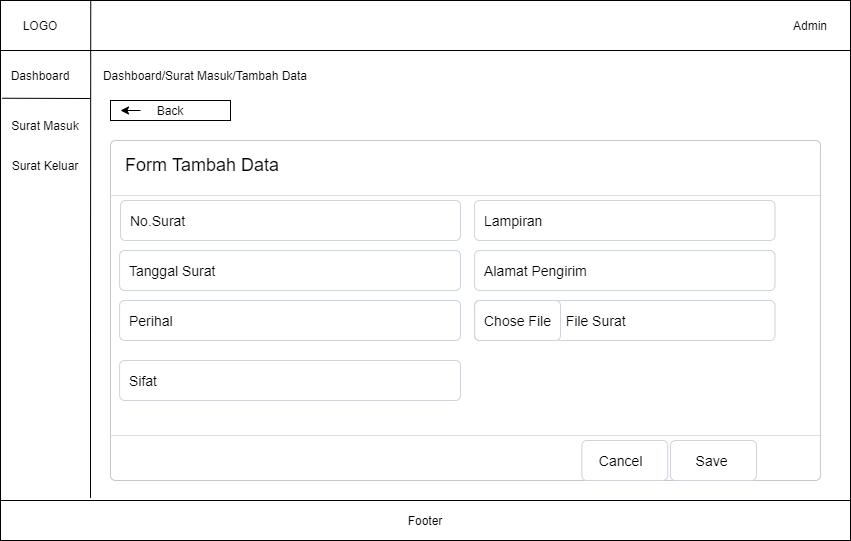 LOGO
Admin
Dashboard
Surat Masuk
Surat Keluar
Dashboard/Surat Masuk/Tambah Data
Back
Form Tambah Data
No.Surat
Lampiran
Tanggal Surat
Alamat Pengirim
Perihal
Chose File
File Surat
Sifat
Cancel
Save
Footer